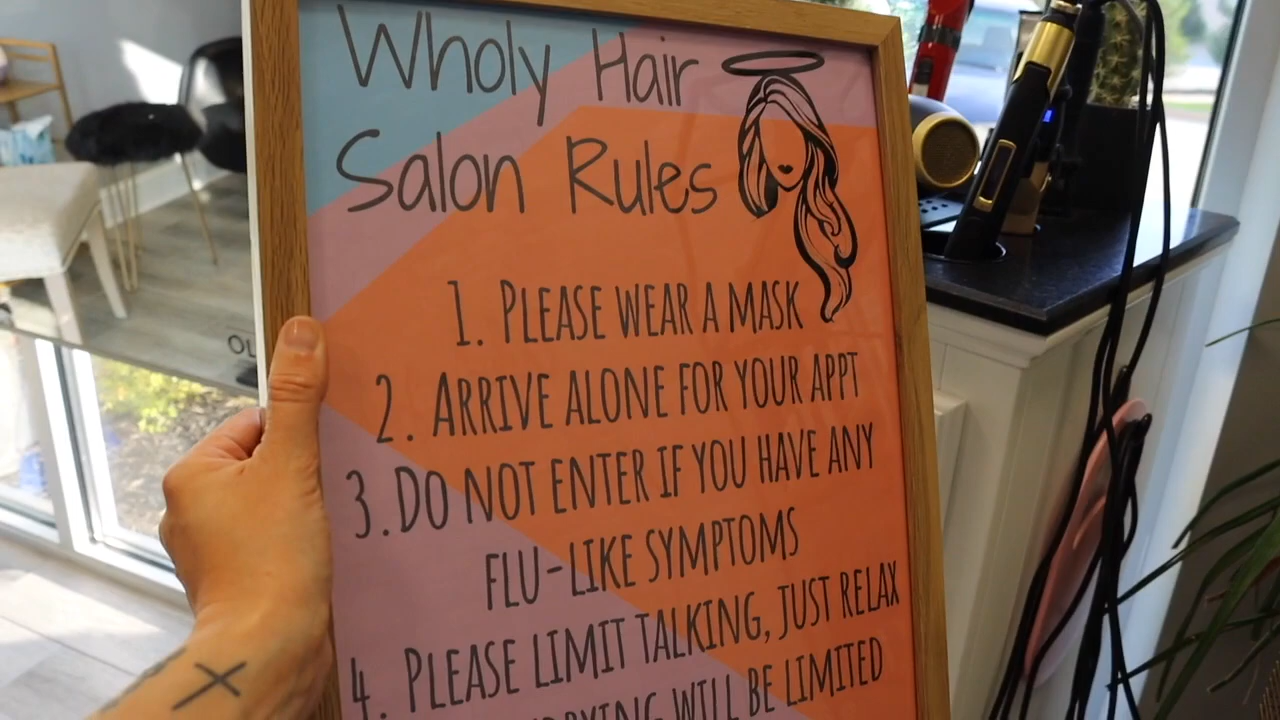 Wholy Hair
Salon Rules
1. PLEASE WEAR A MASK
2. ARRIVE ALONE FOR YOUR APPT
3. DO NOT ENTER IF YOU HAVE ANY
FLU-LIKE SYMPTOMS
4. PLEASE LIMIT TALKING, JUST RELAX
WILL BE LIMITED
OL